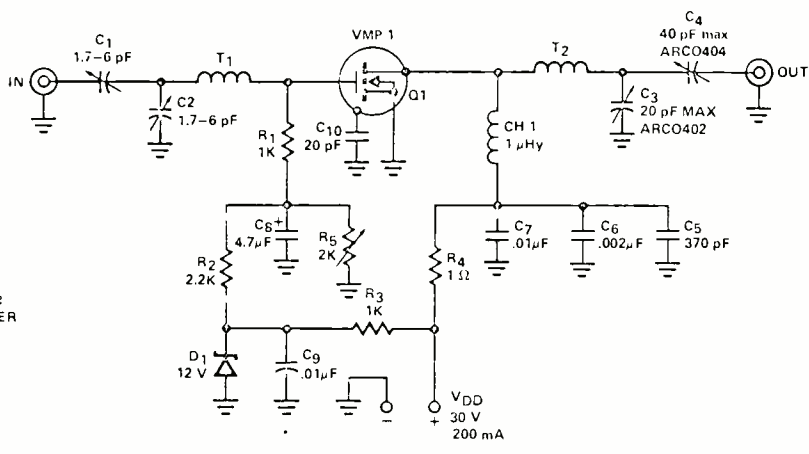 C1
1.7–6 pF
IN
C2
1.7–6 pF
T1
VMP 1
Q1
R1
1K
C10
20 pF
T2
C4
40 pF max
ARCO404
OUT
C3
20 pF MAX
ARCO402
CH 1
1 μHy
C8 +
4.7μF
R5
2K
R2
2.2K
R3
1K
R4
1 Ω
C7
.01μF
C6
.002μF
C5
370 pF
ER
D1
12 V
C9
.01μF
–
+
VDD
30 V
200 mA